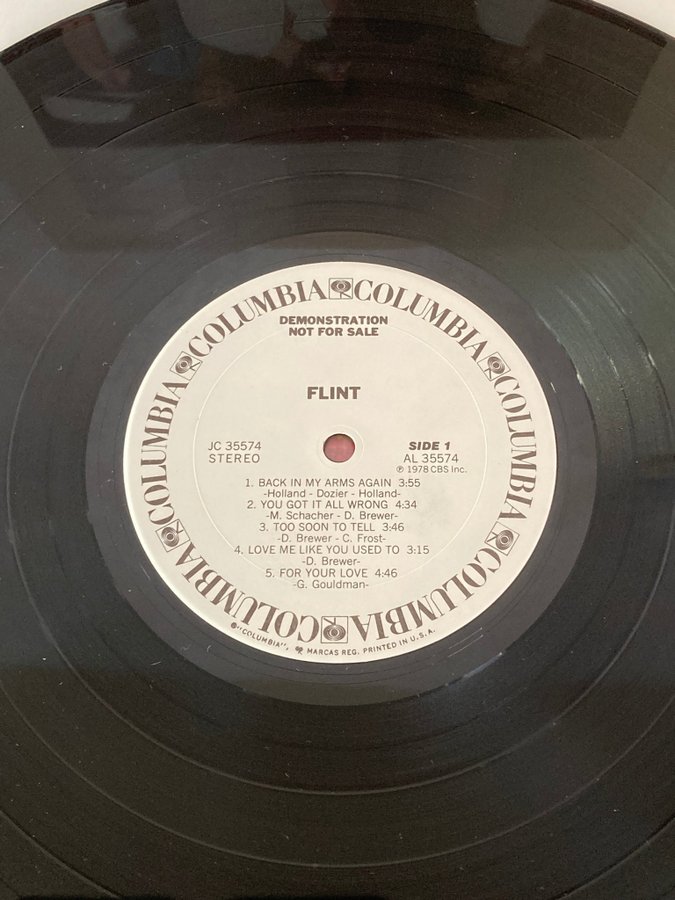 COLUMBIA COLUMBIA COLUMBIA COLUMBIA COLUMBIA COLUMBIA
DEMONSTRATION
NOT FOR SALE
FLINT
JC 35574
STEREO
SIDE 1
AL 35574
℗ 1978 CBS Inc.
1. BACK IN MY ARMS AGAIN 3:55
-Holland - Dozier - Holland-
2. YOU GOT IT ALL WRONG 4:34
-M. Schacher - D. Brewer-
3. TOO SOON TO TELL 3:46
-D. Brewer - C. Frost-
4. LOVE ME LIKE YOU USED TO 3:15
-D. Brewer-
5. FOR YOUR LOVE 4:46
-G. Gouldman-
"COLUMBIA", MARCAS REG. PRINTED IN U.S.A.